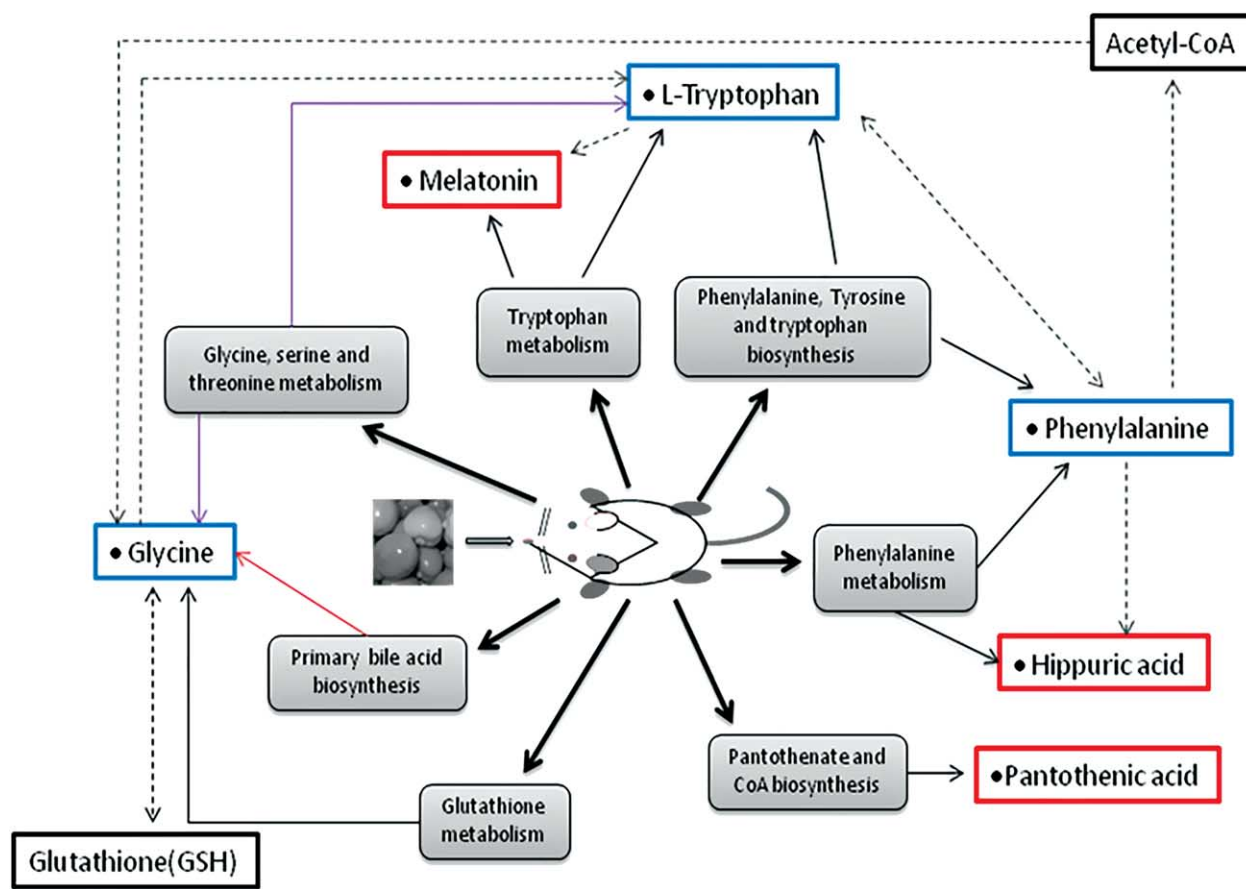 Acetyl-CoA
• L-Tryptophan
• Melatonin
Tryptophan
metabolism
Phenylalanine, Tyrosine
and tryptophan
biosynthesis
Glycine, serine and
threonine metabolism
• Phenylalanine
• Glycine
Phenylalanine
metabolism
Primary bile acid
biosynthesis
• Hippuric acid
Pantothenate and
CoA biosynthesis
•Pantothenic acid
Glutathione
metabolism
Glutathione(GSH)